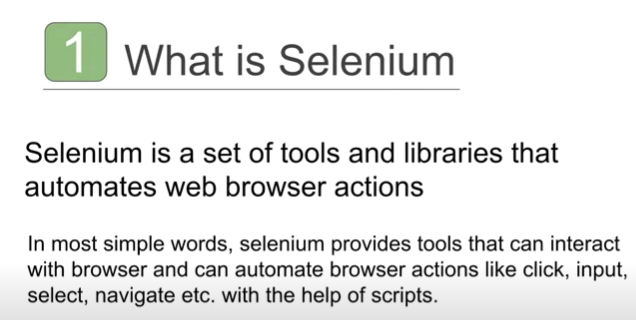 1 What is Selenium
Selenium is a set of tools and libraries that
automates web browser actions
In most simple words, selenium provides tools that can interact
with browser and can automate browser actions like click, input,
select, navigate etc. with the help of scripts.